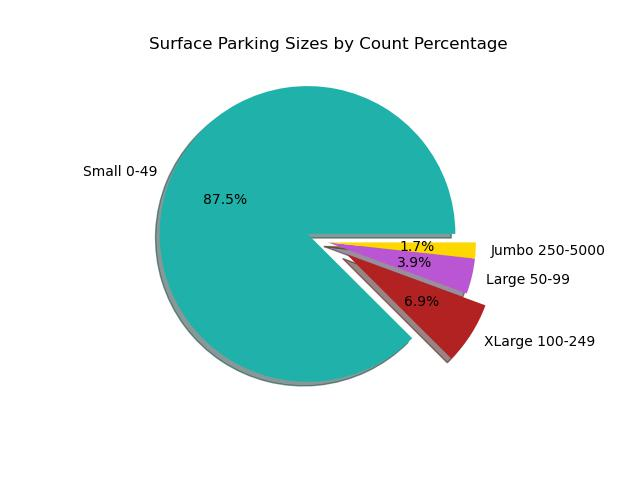 Surface Parking Sizes by Count Percentage
Small 0-49
87.5%
1.7%
Jumbo 250-5000
3.9%
Large 50-99
6.9%
XLarge 100-249